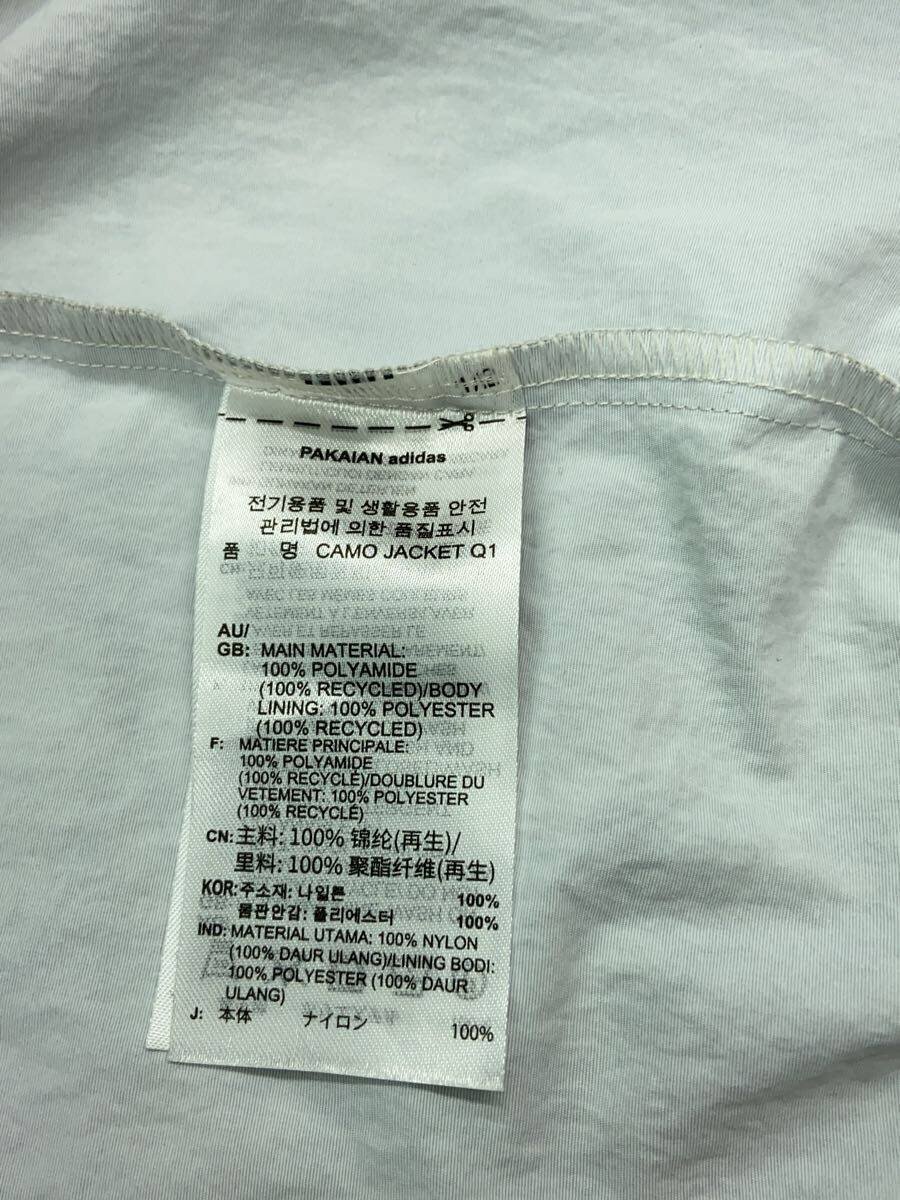 PAKAIAN adidas
전기용품 및 생활용품 안전
관리법에 의한 품질표시
품 명 CAMO JACKET Q1
AU/
GB: MAIN MATERIAL:
100% POLYAMIDE
(100% RECYCLED)/BODY
LINING: 100% POLYESTER
(100% RECYCLED)
F: MATIERE PRINCIPALE:
100% POLYAMIDE
(100% RECYCLÉ)/DOUBLURE DU
VETEMENT: 100% POLYESTER
(100% RECYCLÉ)
CN: 主料: 100% 锦纶(再生)/
里料: 100% 聚酯纤维(再生)
KOR: 주소재: 나일론 100%
몸판안감: 폴리에스터 100%
IND: MATERIAL UTAMA: 100% NYLON
(100% DAUR ULANG)/LINING BODI:
100% POLYESTER (100% DAUR
ULANG)
J: 本体 ナイロン 100%